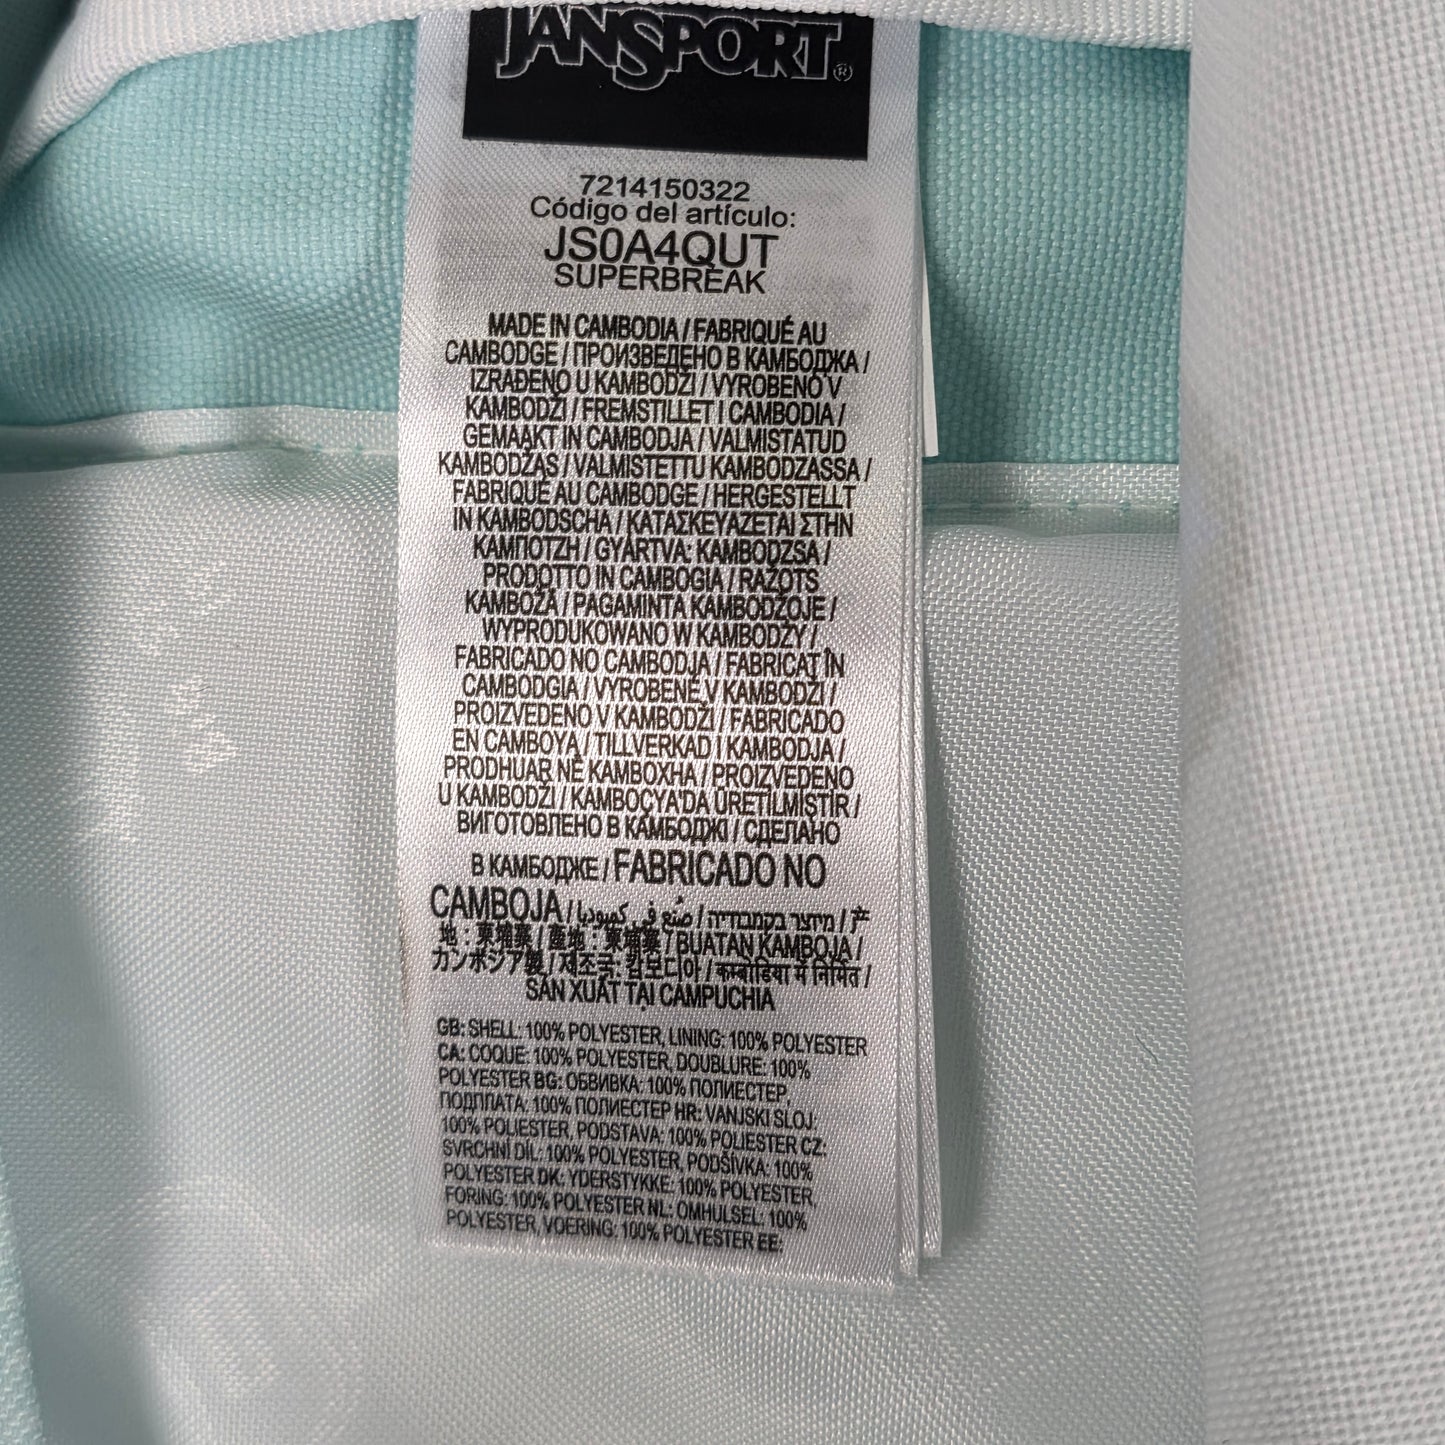 JANSPORT®
7214150322
Código del artículo:
JS0A4QUT
SUPERBREAK
MADE IN CAMBODIA / FABRIQUÉ AU
CAMBODGE / ПРОИЗВЕДЕНО В КАМБОДЖА /
IZRAĐENO U KAMBODŽI / VYROBENO V
KAMBODŽI / FREMSTILLET I CAMBODIA /
GEMAAKT IN CAMBODJA / VALMISTATUD
KAMBODŽAS / VALMISTETTU KAMBODZASSA /
FABRIQUÉ AU CAMBODGE / HERGESTELLT
IN KAMBODSCHA / ΚΑΤΑΣΚΕΥΑΖΕΤΑΙ ΣΤΗΝ
ΚΑΜΠΟΤΖΗ / GYÁRTVA: KAMBODZSA /
PRODOTTO IN CAMBOGIA / RAŽOTS
KAMBOŽĀ / PAGAMINTA KAMBODŽOJE /
WYPRODUKOWANO W KAMBODŻY /
FABRICADO NO CAMBODJA / FABRICAT ÎN
CAMBODGIA / VYROBENÉ V KAMBODŽI /
PROIZVEDENO V KAMBODŽI / FABRICADO
EN CAMBOYA / TILLVERKAD I KAMBODJA /
PRODHUAR NË KAMBOXHA / PROIZVEDENO
U KAMBODŽI / KAMBOÇYA'DA ÜRETİLMİŞTİR /
ВИГОТОВЛЕНО В КАМБОДЖІ / СДЕЛАНО
В КАМБОДЖЕ / FABRICADO NO
CAMBOJA / صُنع في كمبوديا / מיוצר בקמבודיה / 产
地：柬埔寨 / 產地：柬埔寨 / BUATAN KAMBOJA /
カンボジア製 / 제조국: 캄보디아 / कम्बोडिया में निर्मित /
SẢN XUẤT TẠI CAMPUCHIA
GB: SHELL: 100% POLYESTER, LINING: 100% POLYESTER
CA: COQUE: 100% POLYESTER, DOUBLURE: 100%
POLYESTER BG: ОБВИВКА: 100% ПОЛИЕСТЕР,
ПОДПЛАТА: 100% ПОЛИЕСТЕР HR: VANJSKI SLOJ:
100% POLIESTER, PODSTAVA: 100% POLIESTER CZ:
SVRCHNÍ DÍL: 100% POLYESTER, PODŠÍVKA: 100%
POLYESTER DK: YDERSTYKKE: 100% POLYESTER,
FORING: 100% POLYESTER NL: OMHULSEL: 100%
POLYESTER, VOERING: 100% POLYESTER EE: